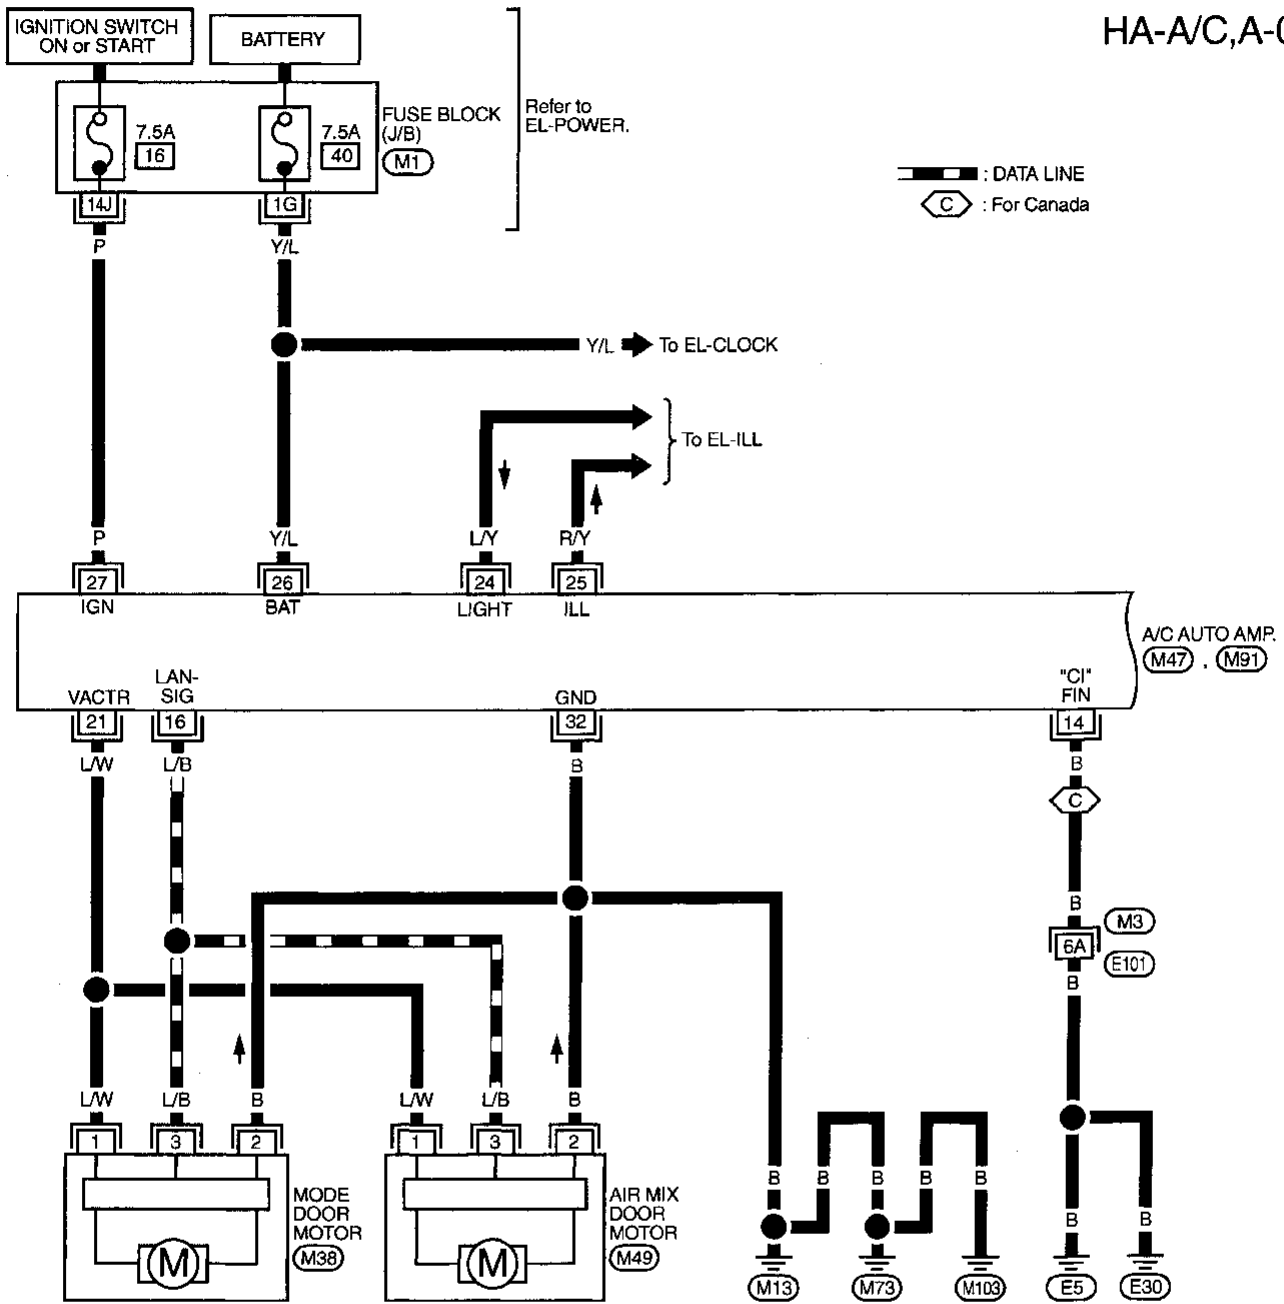 HA-A/C,A-
IGNITION SWITCH
ON or START
BATTERY
FUSE BLOCK
(J/B)
M1
Refer to
EL-POWER.
7.5A
16
7.5A
40
14J
1G
: DATA LINE
C : For Canada
P
Y/L
Y/L
To EL-CLOCK
To EL-ILL
P
Y/L
L/Y
R/Y
27
26
24
25
IGN
BAT
LIGHT
ILL
A/C AUTO AMP.
M47 , M91
VACTR
LAN-
SIG
GND
"CI"
FIN
21
16
32
14
L/W
L/B
B
B
C
B
M3
6A
E101
B
L/W
L/B
B
L/W
L/B
B
1
3
2
1
3
2
MODE
DOOR
MOTOR
M38
M
AIR MIX
DOOR
MOTOR
M49
M
B
B
B
B
B
B
B
M13
M73
M103
E5
E30